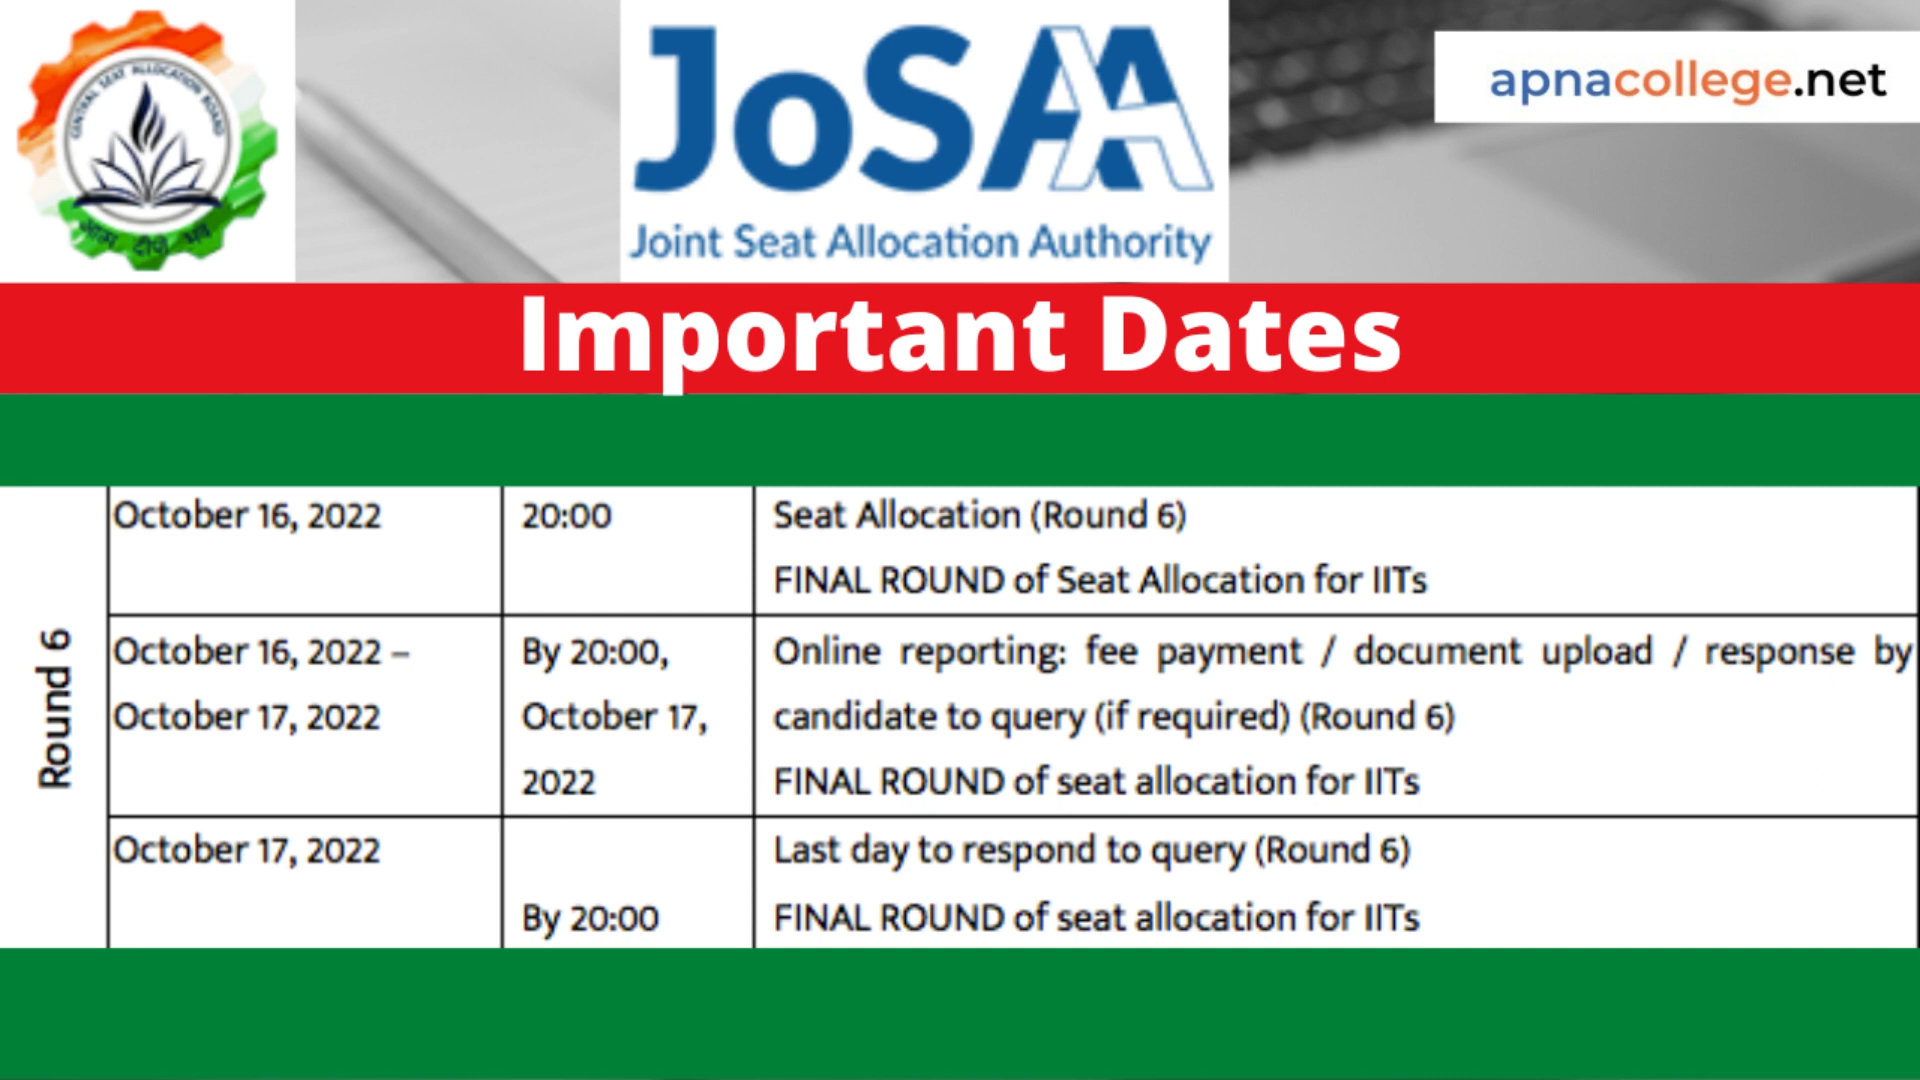 CENTRAL SEAT ALLOCATION BOARD
JoSAA
Joint Seat Allocation Authority
apnacollege.net
Important Dates
Round 6
October 16, 2022
20:00
Seat Allocation (Round 6)
FINAL ROUND of Seat Allocation for IITs
October 16, 2022 –
October 17, 2022
By 20:00,
October 17,
2022
Online reporting: fee payment / document upload / response by
candidate to query (if required) (Round 6)
FINAL ROUND of seat allocation for IITs
October 17, 2022
By 20:00
Last day to respond to query (Round 6)
FINAL ROUND of seat allocation for IITs